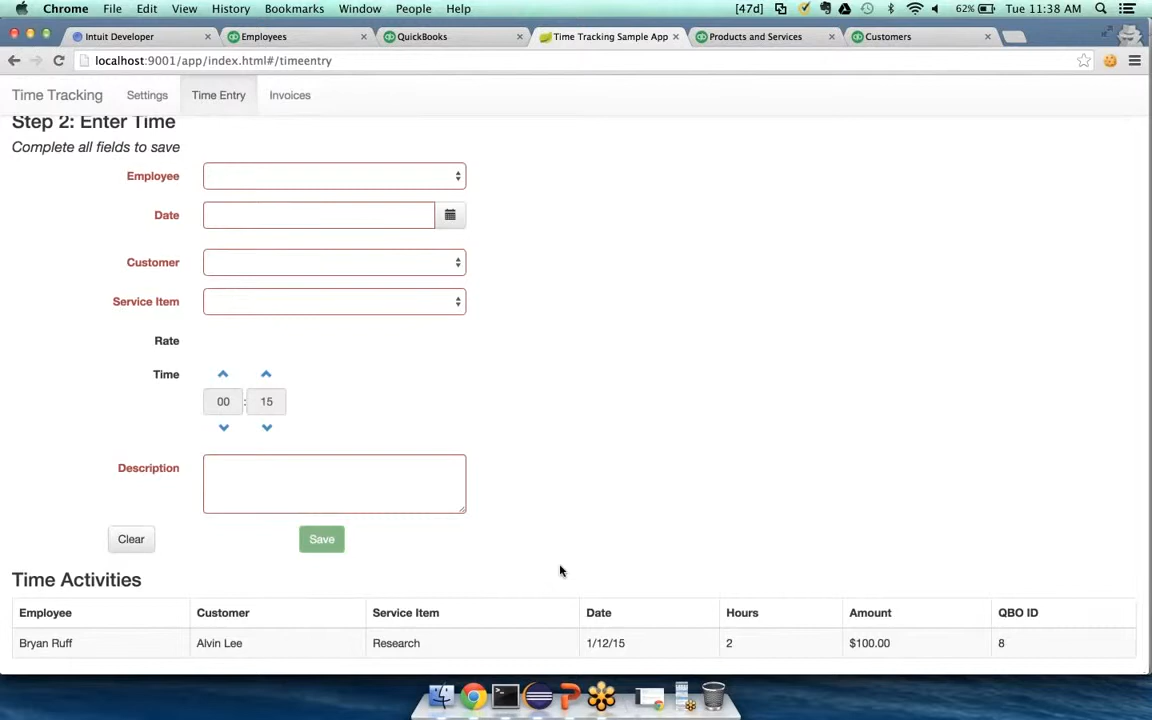 Chrome File Edit View History Bookmarks Window People Help [47d] 62% Tue 11:38 AM
Intuit Developer Employees QuickBooks Time Tracking Sample App Products and Services Customers
localhost:9001/app/index.html#/timeentry
Time Tracking Settings Time Entry Invoices
Step 2: Enter Time
Complete all fields to save
Employee
Date
Customer
Service Item
Rate
Time
00 : 15
Description
Clear Save
Time Activities
Employee Customer Service Item Date Hours Amount QBO ID
Bryan Ruff Alvin Lee Research 1/12/15 2 $100.00 8